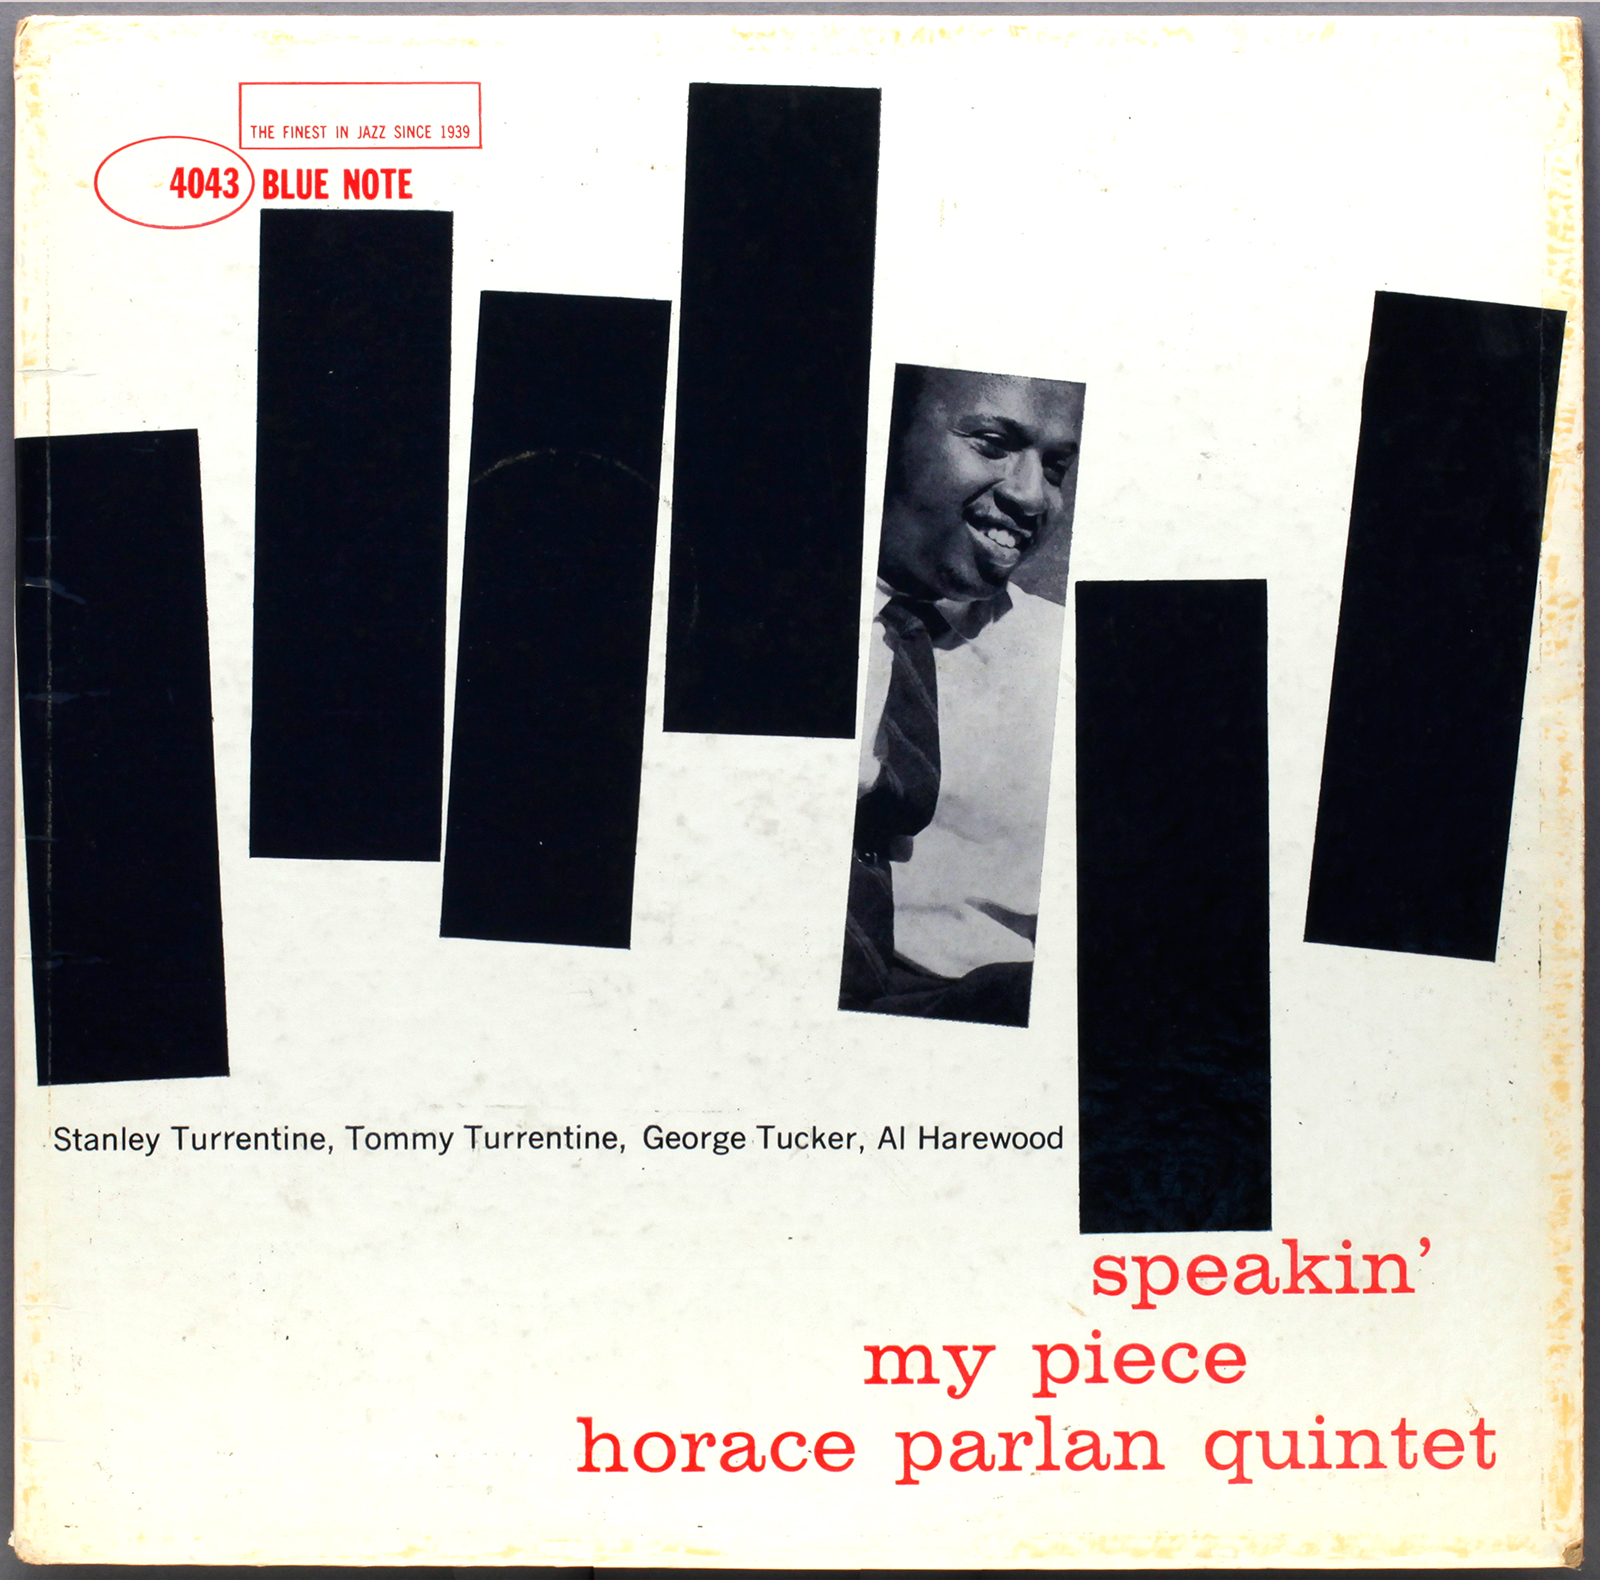 THE FINEST IN JAZZ SINCE 1939
4043 BLUE NOTE
Stanley Turrentine, Tommy Turrentine, George Tucker, Al Harewood
speakin’
my piece
horace parlan quintet